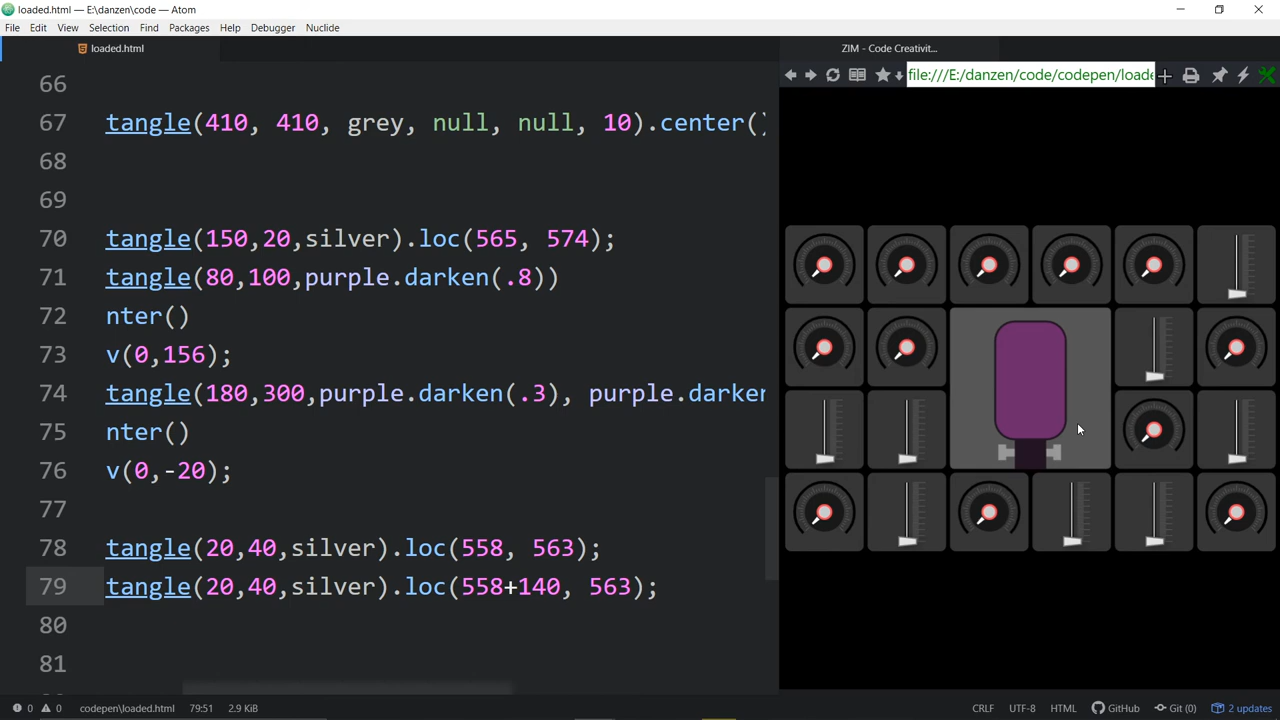 loaded.html — E:\danzen\code — Atom
File Edit View Selection Find Packages Help Debugger Nuclide
loaded.html
ZIM - Code Creativit...
file:///E:/danzen/code/codepen/loade
66
67 tangle(410, 410, grey, null, null, 10).center()
68
69
70 tangle(150,20,silver).loc(565, 574);
71 tangle(80,100,purple.darken(.8))
72 nter()
73 v(0,156);
74 tangle(180,300,purple.darken(.3), purple.darken
75 nter()
76 v(0,-20);
77
78 tangle(20,40,silver).loc(558, 563);
79 tangle(20,40,silver).loc(558+140, 563);
80
81
0 0 codepen\loaded.html 79:51 2.9 KiB CRLF UTF-8 HTML GitHub Git (0) 2 updates